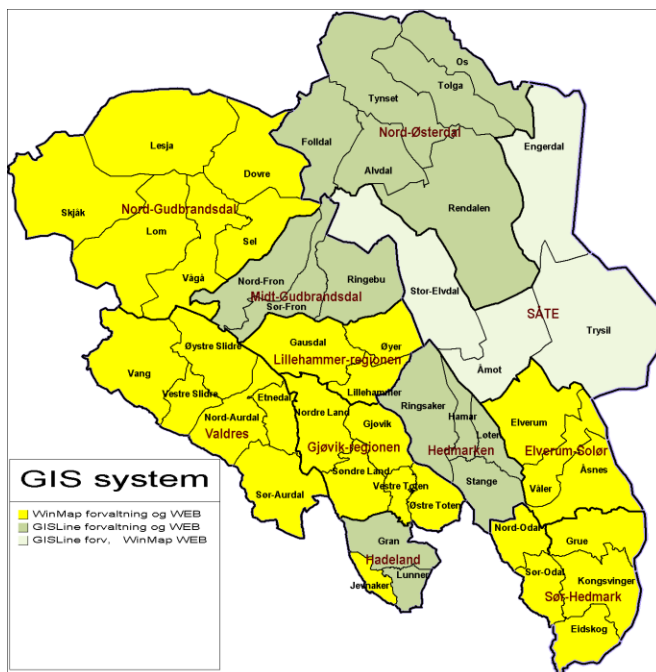 Os
Tolga
Tynset
Nord-Østerdal
Folldal
Alvdal
Engerdal
Rendalen
Lesja
Dovre
Skjåk
Nord-Gudbrandsdal
Lom
Sel
Vågå
Nord-Fron
Ringebu
Midt-Gudbrandsdal
Sør-Fron
Stor-Elvdal
SÅTE
Trysil
Åmot
Gausdal
Øyer
Lillehammer-regionen
Lillehammer
Vang
Øystre Slidre
Vestre Slidre
Etnedal
Nord-Aurdal
Valdres
Sør-Aurdal
Nordre Land
Gjøvik
Gjøvik-regionen
Søndre Land
Vestre Toten
Østre Toten
Ringsaker
Hamar
Løten
Hedmarken
Stange
Elverum
Elverum-Solør
Åsnes
Våler
Nord-Odal
Grue
Sør-Odal
Kongsvinger
Sør-Hedmark
Eidskog
Gran
Hadeland
Lunner
Jevnaker
GIS system
WinMap forvaltning og WEB
GISLine forvaltning og WEB
GISLine forv, WinMap WEB